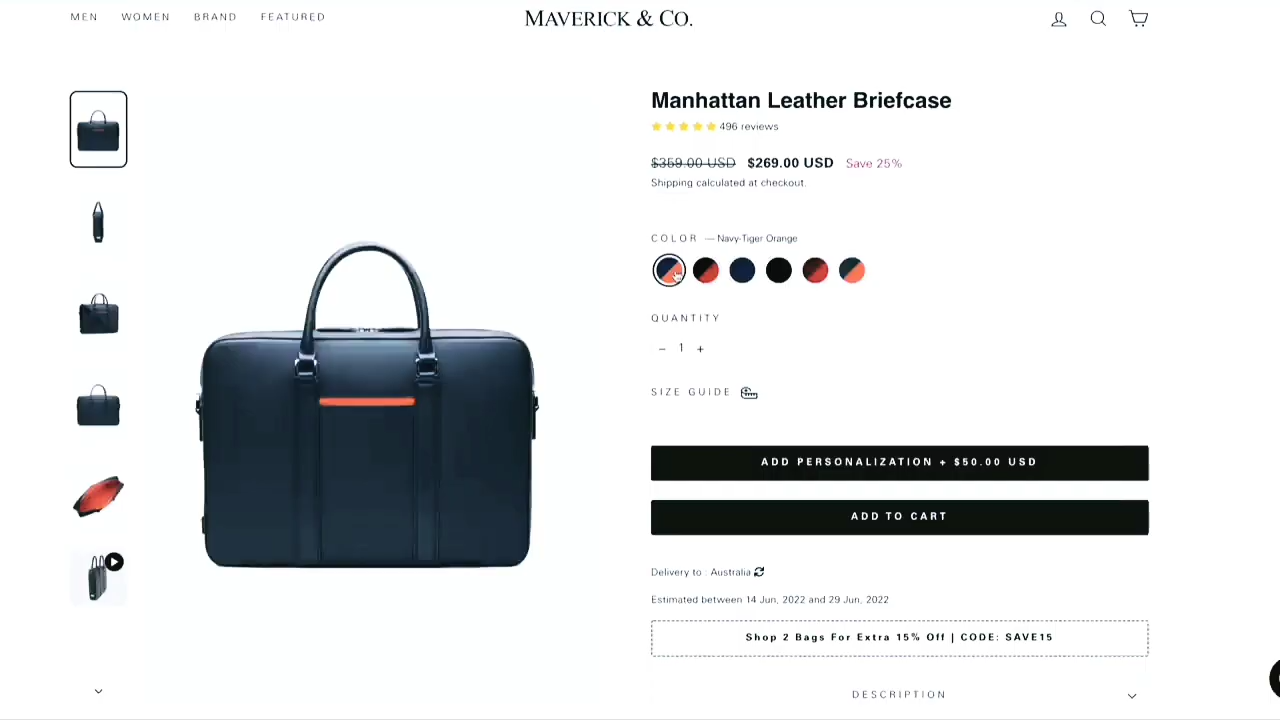 MEN WOMEN BRAND FEATURED
MAVERICK & CO.
Manhattan Leather Briefcase
496 reviews
$359.00 USD $269.00 USD Save 25%
Shipping calculated at checkout.
COLOR — Navy-Tiger Orange
QUANTITY
− 1 +
SIZE GUIDE
ADD PERSONALIZATION + $50.00 USD
ADD TO CART
Delivery to : Australia
Estimated between 14 Jun, 2022 and 29 Jun, 2022
Shop 2 Bags For Extra 15% Off | CODE: SAVE15
DESCRIPTION